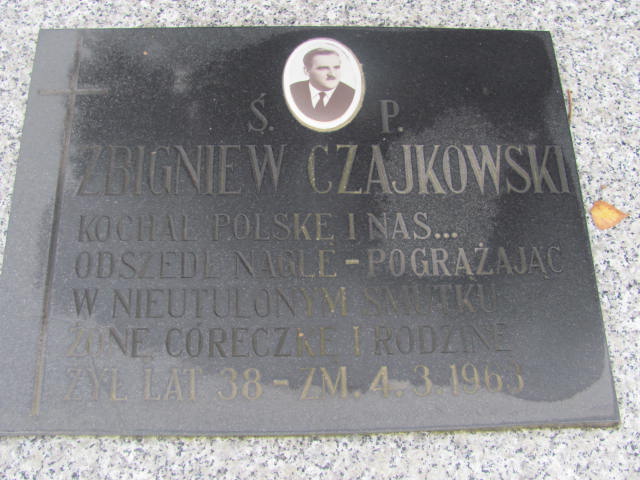 Ś. P.
ZBIGNIEW CZAJKOWSKI
KOCHAŁ POLSKĘ I NAS...
ODSZEDŁ NAGLE - POGRĄŻAJĄC
W NIEUTULONYM SMUTKU
ŻONĘ, CÓRECZKĘ I RODZINĘ
ŻYŁ LAT 38 - ZM. 4.3.1963